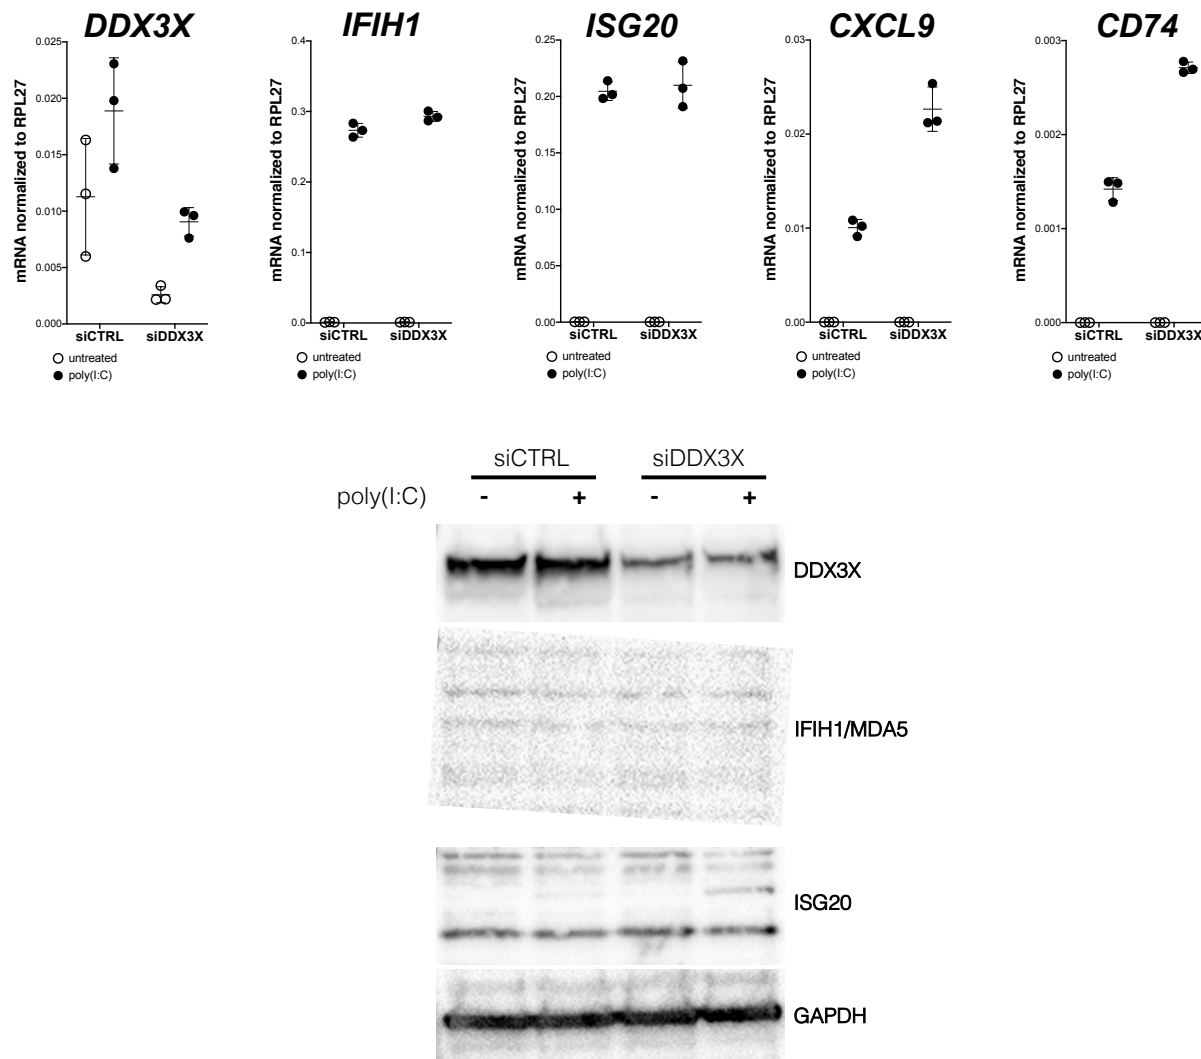 DDX3X
IFIH1
ISG20
CXCL9
CD74
mRNA normalized to RPL27
0.025
0.020
0.015
0.010
0.005
0.000
siCTRL
siDDX3X
untreated
poly(I:C)
mRNA normalized to RPL27
0.4
0.3
0.2
0.1
0.0
siCTRL
siDDX3X
untreated
poly(I:C)
mRNA normalized to RPL27
0.25
0.20
0.15
0.10
0.05
0.00
siCTRL
siDDX3X
untreated
poly(I:C)
mRNA normalized to RPL27
0.03
0.02
0.01
0.00
siCTRL
siDDX3X
untreated
poly(I:C)
mRNA normalized to RPL27
0.003
0.002
0.001
0.000
siCTRL
siDDX3X
untreated
poly(I:C)
siCTRL
siDDX3X
poly(I:C) - + - +
DDX3X
IFIH1/MDA5
ISG20
GAPDH